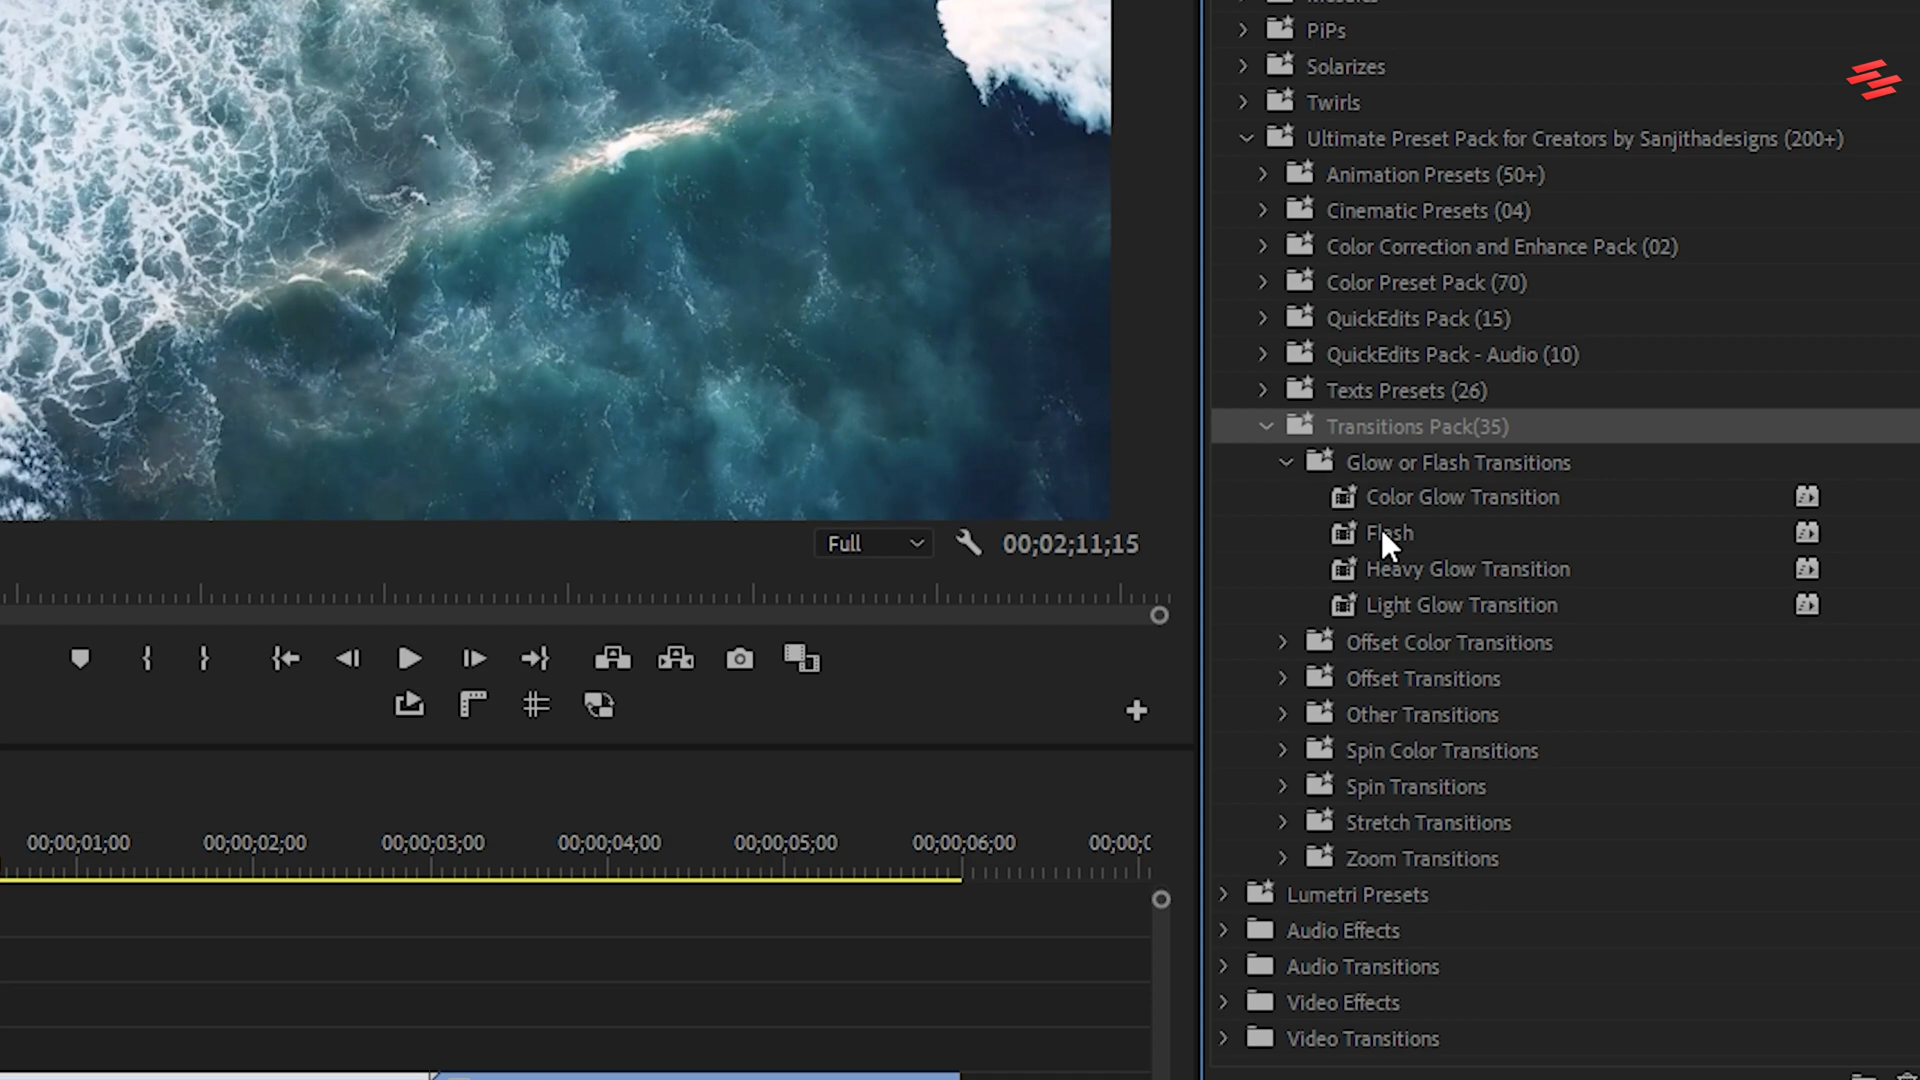 PiPs
Solarizes
Twirls
Ultimate Preset Pack for Creators by Sanjithadesigns (200+)
Animation Presets (50+)
Cinematic Presets (04)
Color Correction and Enhance Pack (02)
Color Preset Pack (70)
QuickEdits Pack (15)
QuickEdits Pack - Audio (10)
Texts Presets (26)
Transitions Pack(35)
Glow or Flash Transitions
Color Glow Transition
Flash
Heavy Glow Transition
Light Glow Transition
Offset Color Transitions
Offset Transitions
Other Transitions
Spin Color Transitions
Spin Transitions
Stretch Transitions
Zoom Transitions
Lumetri Presets
Audio Effects
Audio Transitions
Video Effects
Video Transitions
Full
00;02;11;15
00;00;01;00
00;00;02;00
00;00;03;00
00;00;04;00
00;00;05;00
00;00;06;00